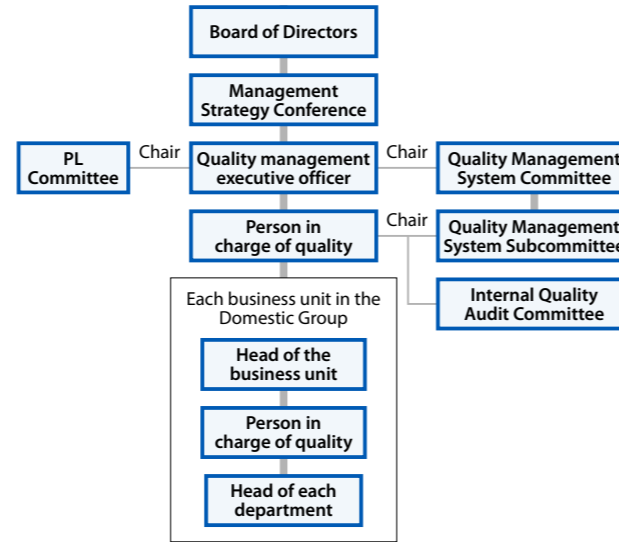 Board of Directors
Management
Strategy Conference
PL
Committee
Chair
Quality management
executive officer
Chair
Quality Management
System Committee
Person in
charge of quality
Chair
Quality Management
System Subcommittee
Internal Quality
Audit Committee
Each business unit in the
Domestic Group
Head of the
business unit
Person in
charge of quality
Head of each
department